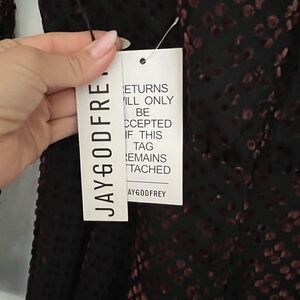 JAYGODFREY
RETURNS
WILL ONLY
BE
ACCEPTED
IF THIS
TAG
REMAINS
ATTACHED
JAYGODFREY